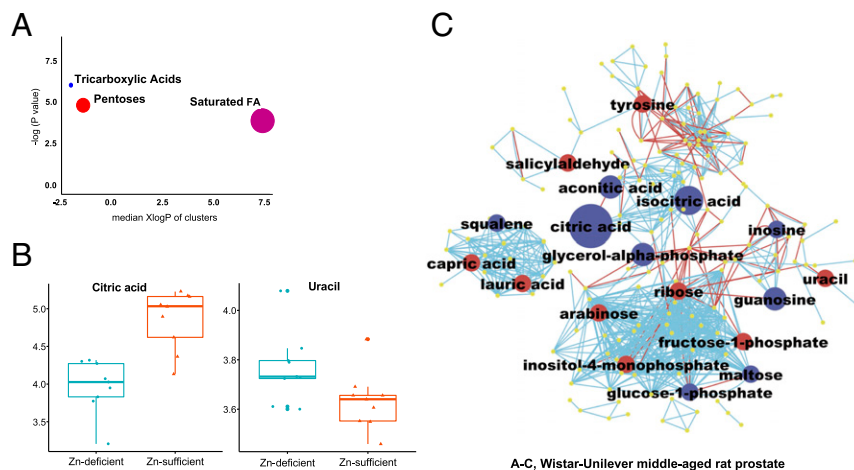 A
7.5
5.0
2.5
0.0
-log (P value)
Tricarboxylic Acids
Pentoses
Saturated FA
-2.5
0.0
2.5
5.0
7.5
median XlogP of clusters
B
Citric acid
5.0
4.5
4.0
3.5
Zn-deficient
Zn-sufficient
Uracil
4.0
3.8
3.6
Zn-deficient
Zn-sufficient
C
tyrosine
salicylaldehyde
aconitic acid
isocitric acid
squalene
citric acid
inosine
glycerol-alpha-phosphate
capric acid
uracil
lauric acid
ribose
guanosine
arabinose
fructose-1-phosphate
inositol-4-monophosphate
maltose
glucose-1-phosphate
A-C, Wistar-Unilever middle-aged rat prostate